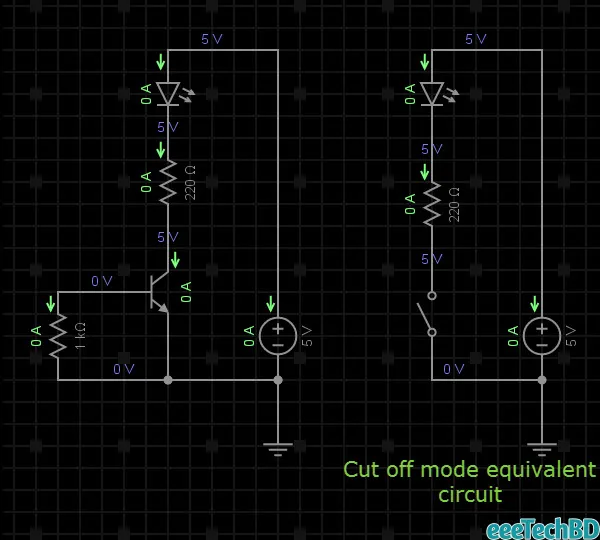 5 V
5 V
0 A
0 A
5 V
5 V
0 A
220 Ω
0 A
220 Ω
5 V
5 V
0 V
0 A
0 A
1 kΩ
0 A
5 V
0 A
5 V
0 V
0 V
Cut off mode equivalent
circuit
eeeTechBD